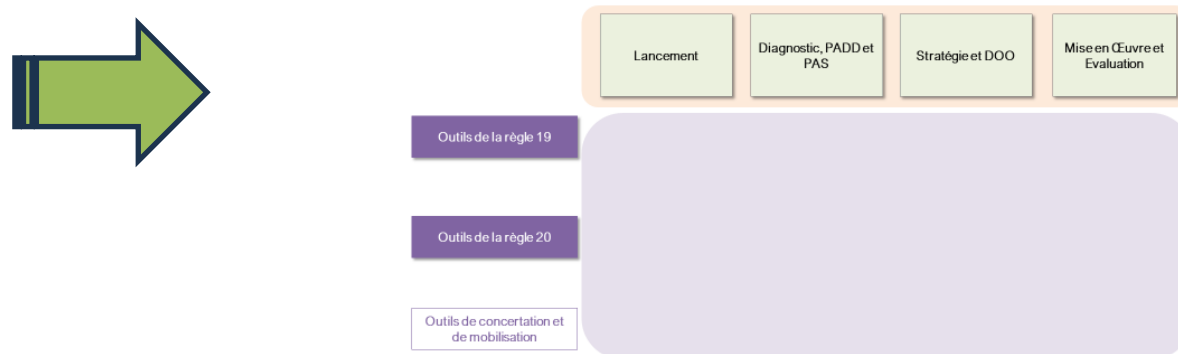 Lancement
Diagnostic, PADD et
PAS
Stratégie et DOO
Mise en Œuvre et
Evaluation
Outils de la règle 19
Outils de la règle 20
Outils de concertation et
de mobilisation